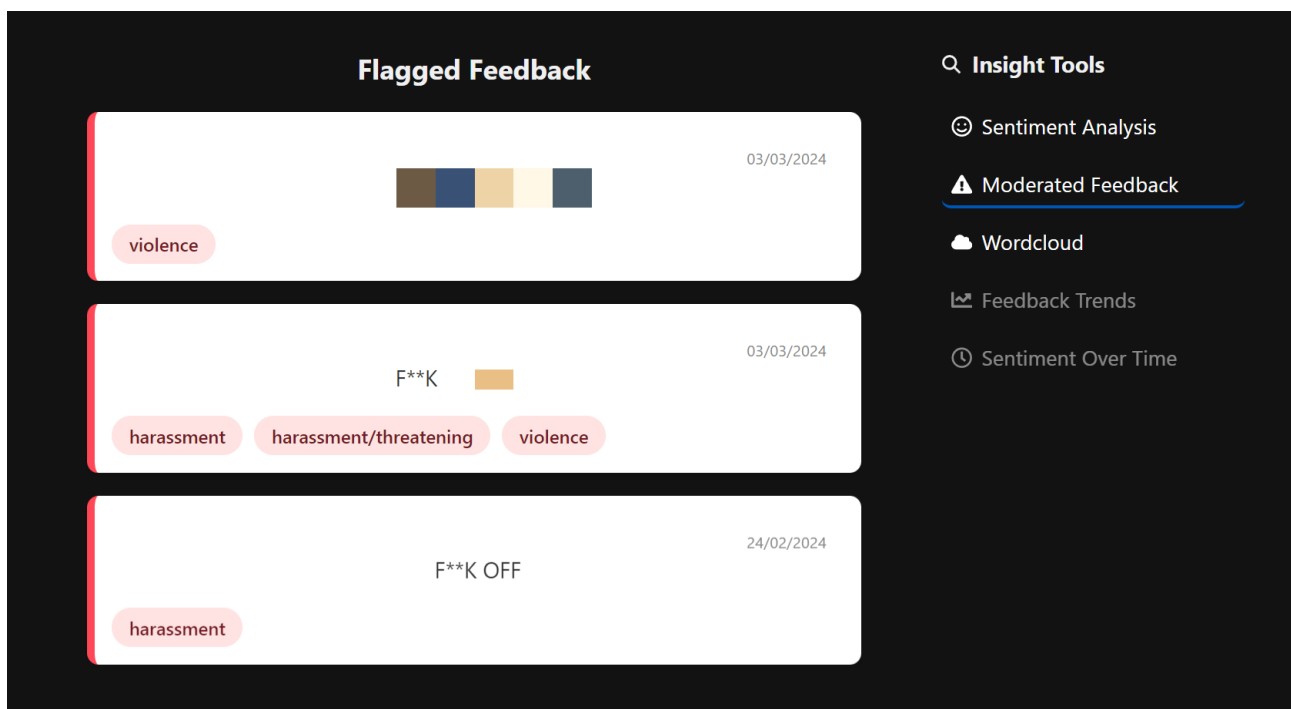 Flagged Feedback
03/03/2024
violence
03/03/2024
F**K
harassment harassment/threatening violence
24/02/2024
F**K OFF
harassment
Insight Tools
Sentiment Analysis
Moderated Feedback
Wordcloud
Feedback Trends
Sentiment Over Time